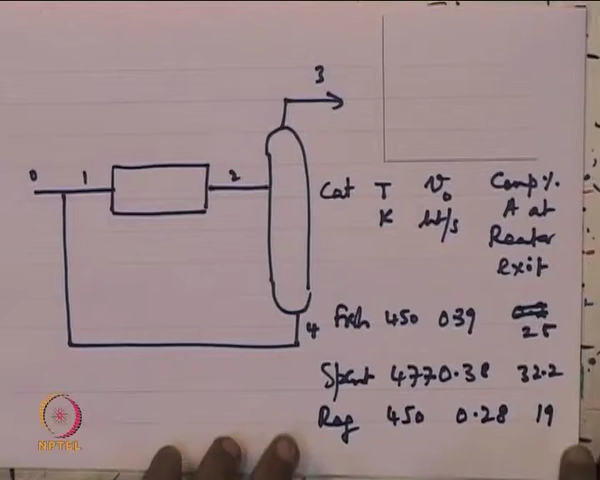 3
0 1 2
Cat T v₀ Comp%.
K lit/s A at
Reactor
exit
4 Fresh 450 0.39 25
Spent 477 0.38 32.2
Reg 450 0.28 19
NPTEL